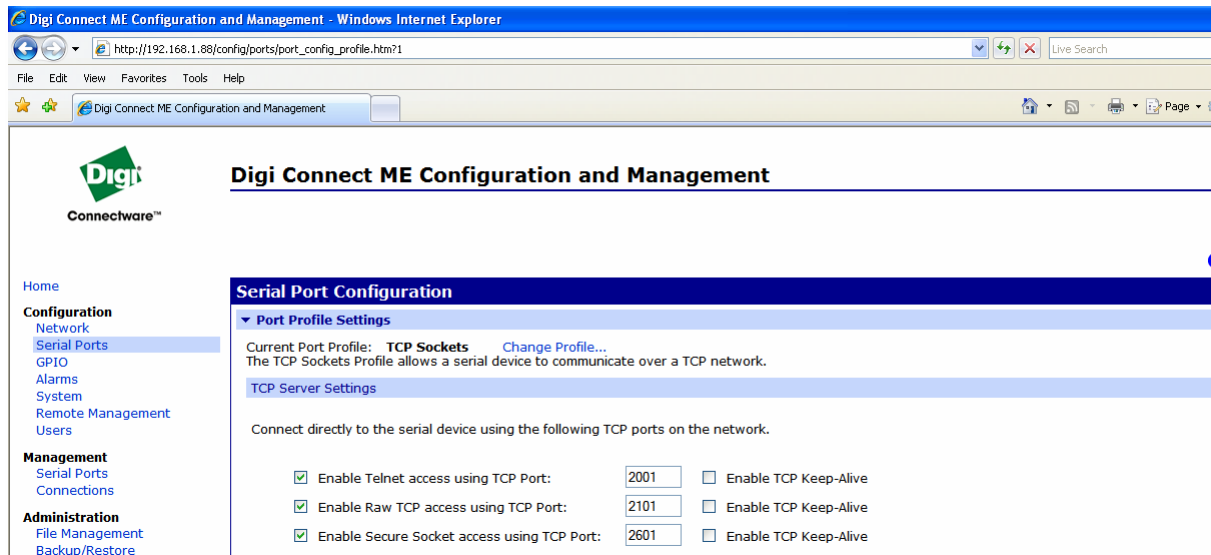 Digi Connect ME Configuration and Management - Windows Internet Explorer
http://192.168.1.88/config/ports/port_config_profile.htm?1
Live Search
File Edit View Favorites Tools Help
Digi Connect ME Configuration and Management
Page
Digi
Connectware™
Digi Connect ME Configuration and Management
Home
Configuration
Network
Serial Ports
GPIO
Alarms
System
Remote Management
Users
Management
Serial Ports
Connections
Administration
File Management
Backup/Restore
Serial Port Configuration
Port Profile Settings
Current Port Profile: TCP Sockets Change Profile...
The TCP Sockets Profile allows a serial device to communicate over a TCP network.
TCP Server Settings
Connect directly to the serial device using the following TCP ports on the network.
Enable Telnet access using TCP Port: 2001 Enable TCP Keep-Alive
Enable Raw TCP access using TCP Port: 2101 Enable TCP Keep-Alive
Enable Secure Socket access using TCP Port: 2601 Enable TCP Keep-Alive